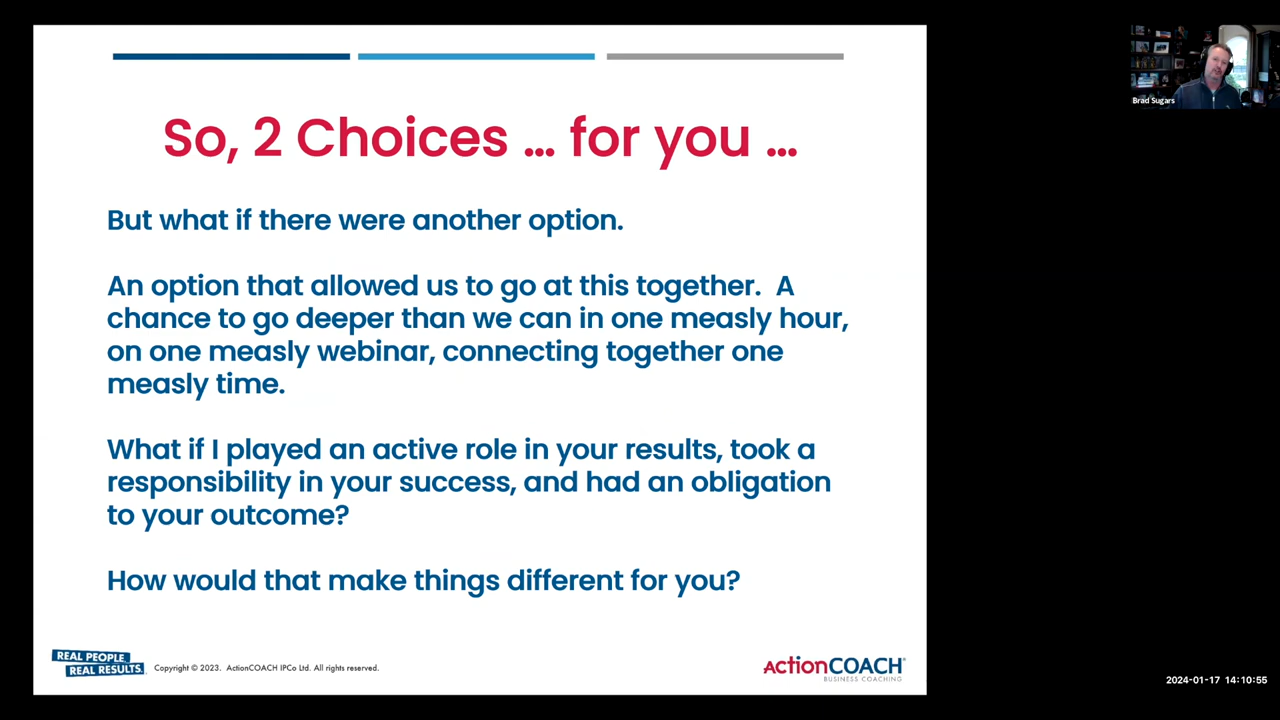 So, 2 Choices ... for you ...
But what if there were another option.
An option that allowed us to go at this together.  A
chance to go deeper than we can in one measly hour,
on one measly webinar, connecting together one
measly time.
What if I played an active role in your results, took a
responsibility in your success, and had an obligation
to your outcome?
How would that make things different for you?
REAL PEOPLE.
REAL RESULTS.
Copyright © 2023.  ActionCOACH IPCo Ltd. All rights reserved.
actionCOACH®
BUSINESS COACHING
Brad Sugars
2024-01-17 14:10:55